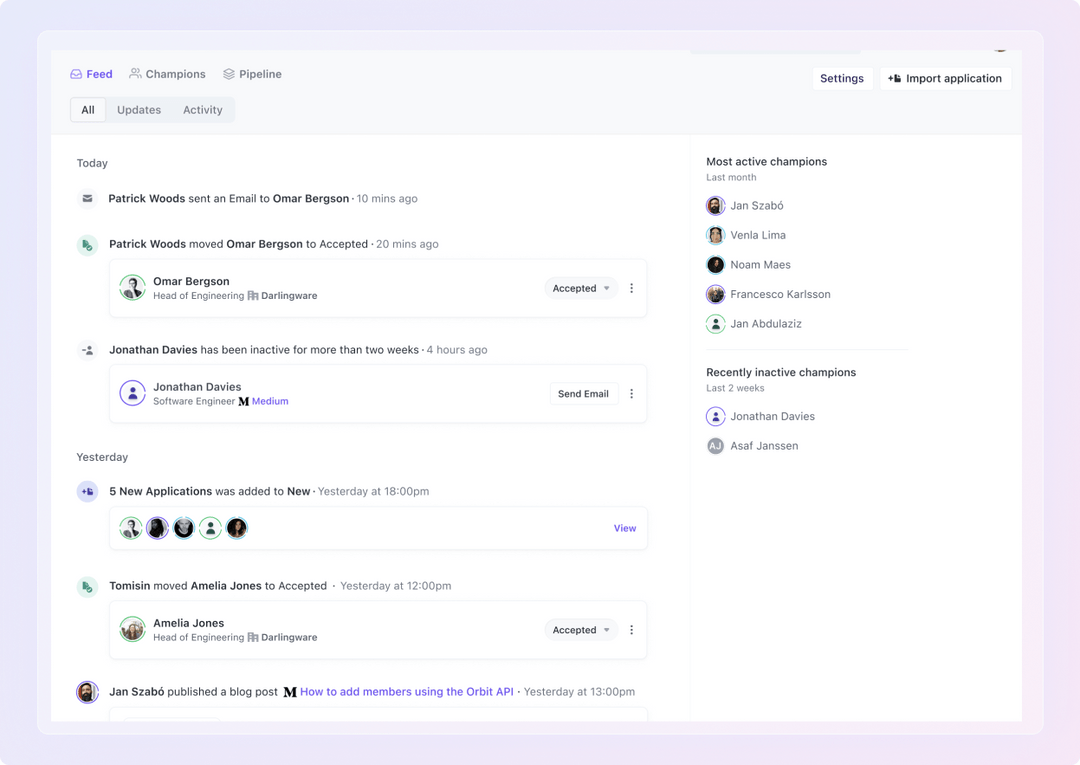 Feed Champions Pipeline
Settings Import application
All Updates Activity
Today
Patrick Woods sent an Email to Omar Bergson · 10 mins ago
Patrick Woods moved Omar Bergson to Accepted · 20 mins ago
Omar Bergson
Head of Engineering Darlingware
Accepted
Jonathan Davies has been inactive for more than two weeks · 4 hours ago
Jonathan Davies
Software Engineer Medium
Send Email
Yesterday
5 New Applications was added to New · Yesterday at 18:00pm
View
Tomisin moved Amelia Jones to Accepted · Yesterday at 12:00pm
Amelia Jones
Head of Engineering Darlingware
Accepted
Jan Szabó published a blog post M How to add members using the Orbit API · Yesterday at 13:00pm
Most active champions
Last month
Jan Szabó
Venla Lima
Noam Maes
Francesco Karlsson
Jan Abdulaziz
Recently inactive champions
Last 2 weeks
Jonathan Davies
AJ Asaf Janssen